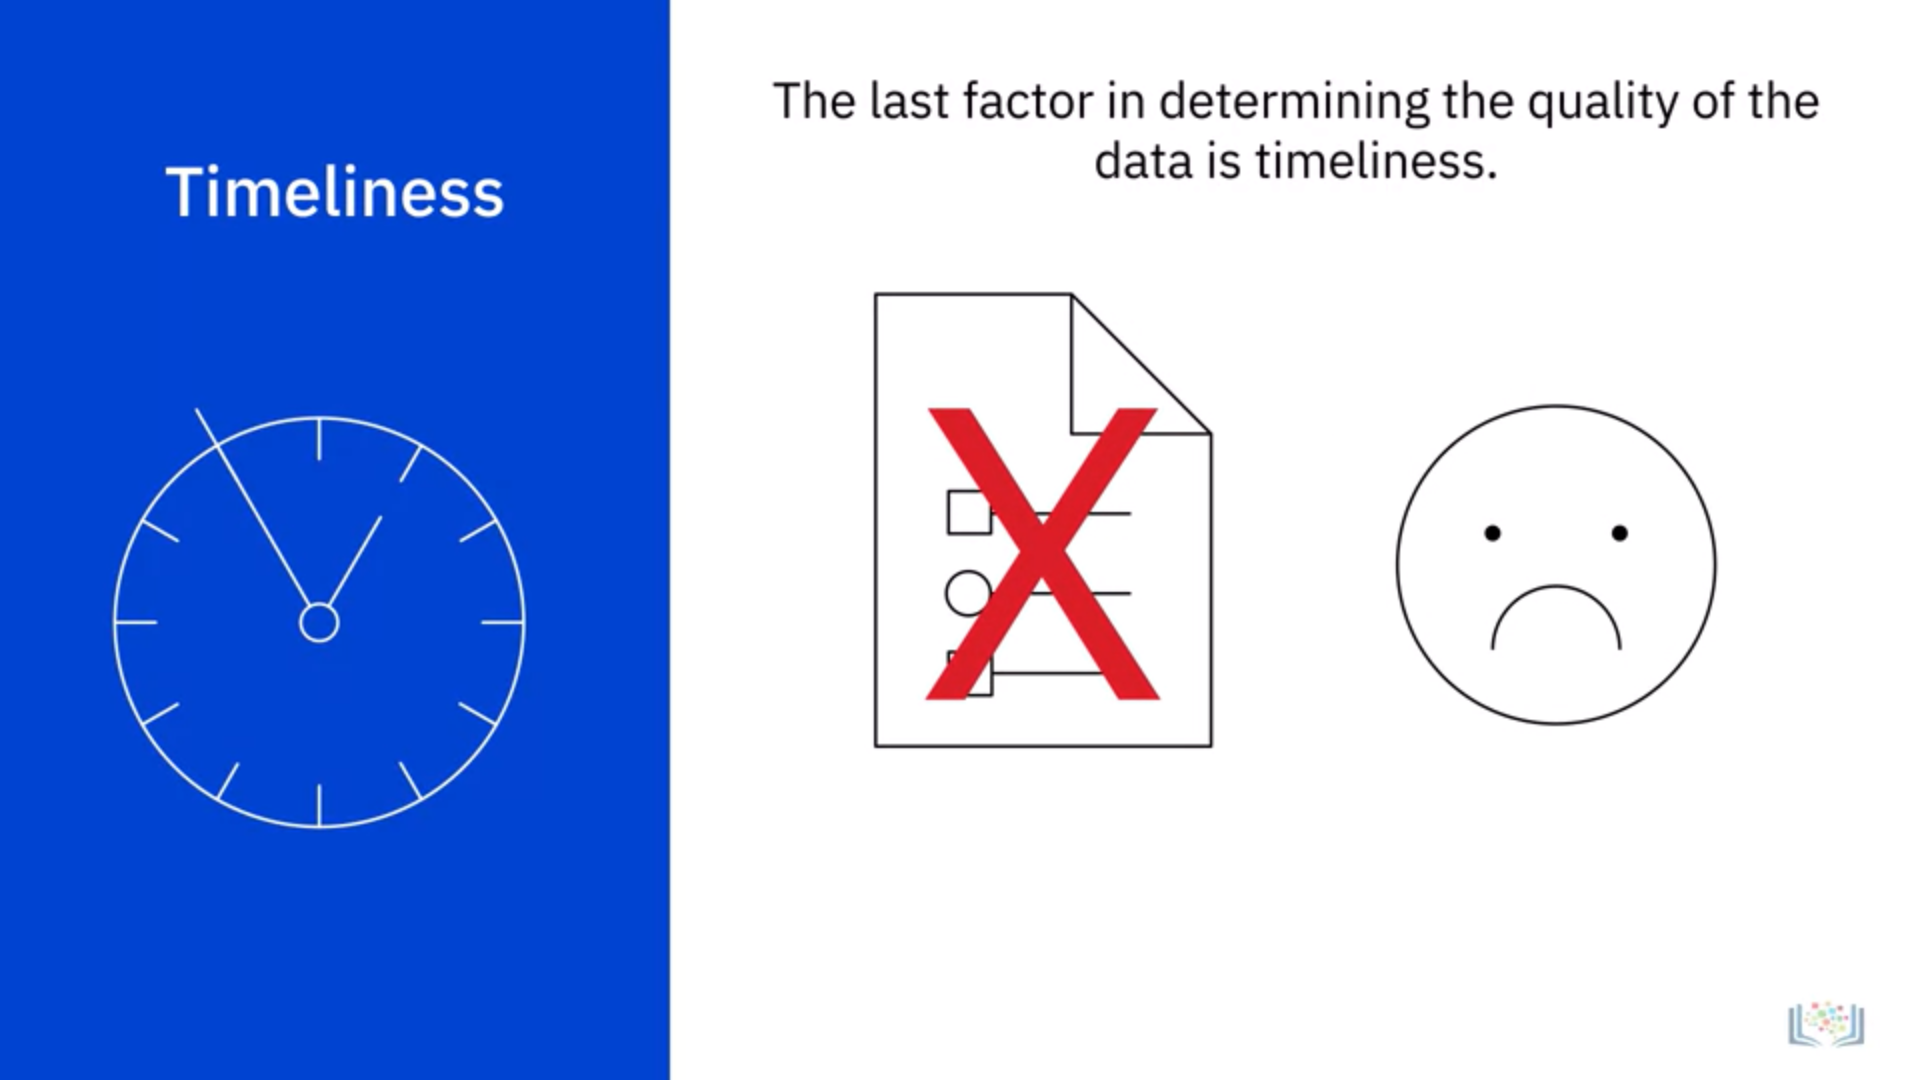 Timeliness
The last factor in determining the quality of the
data is timeliness.